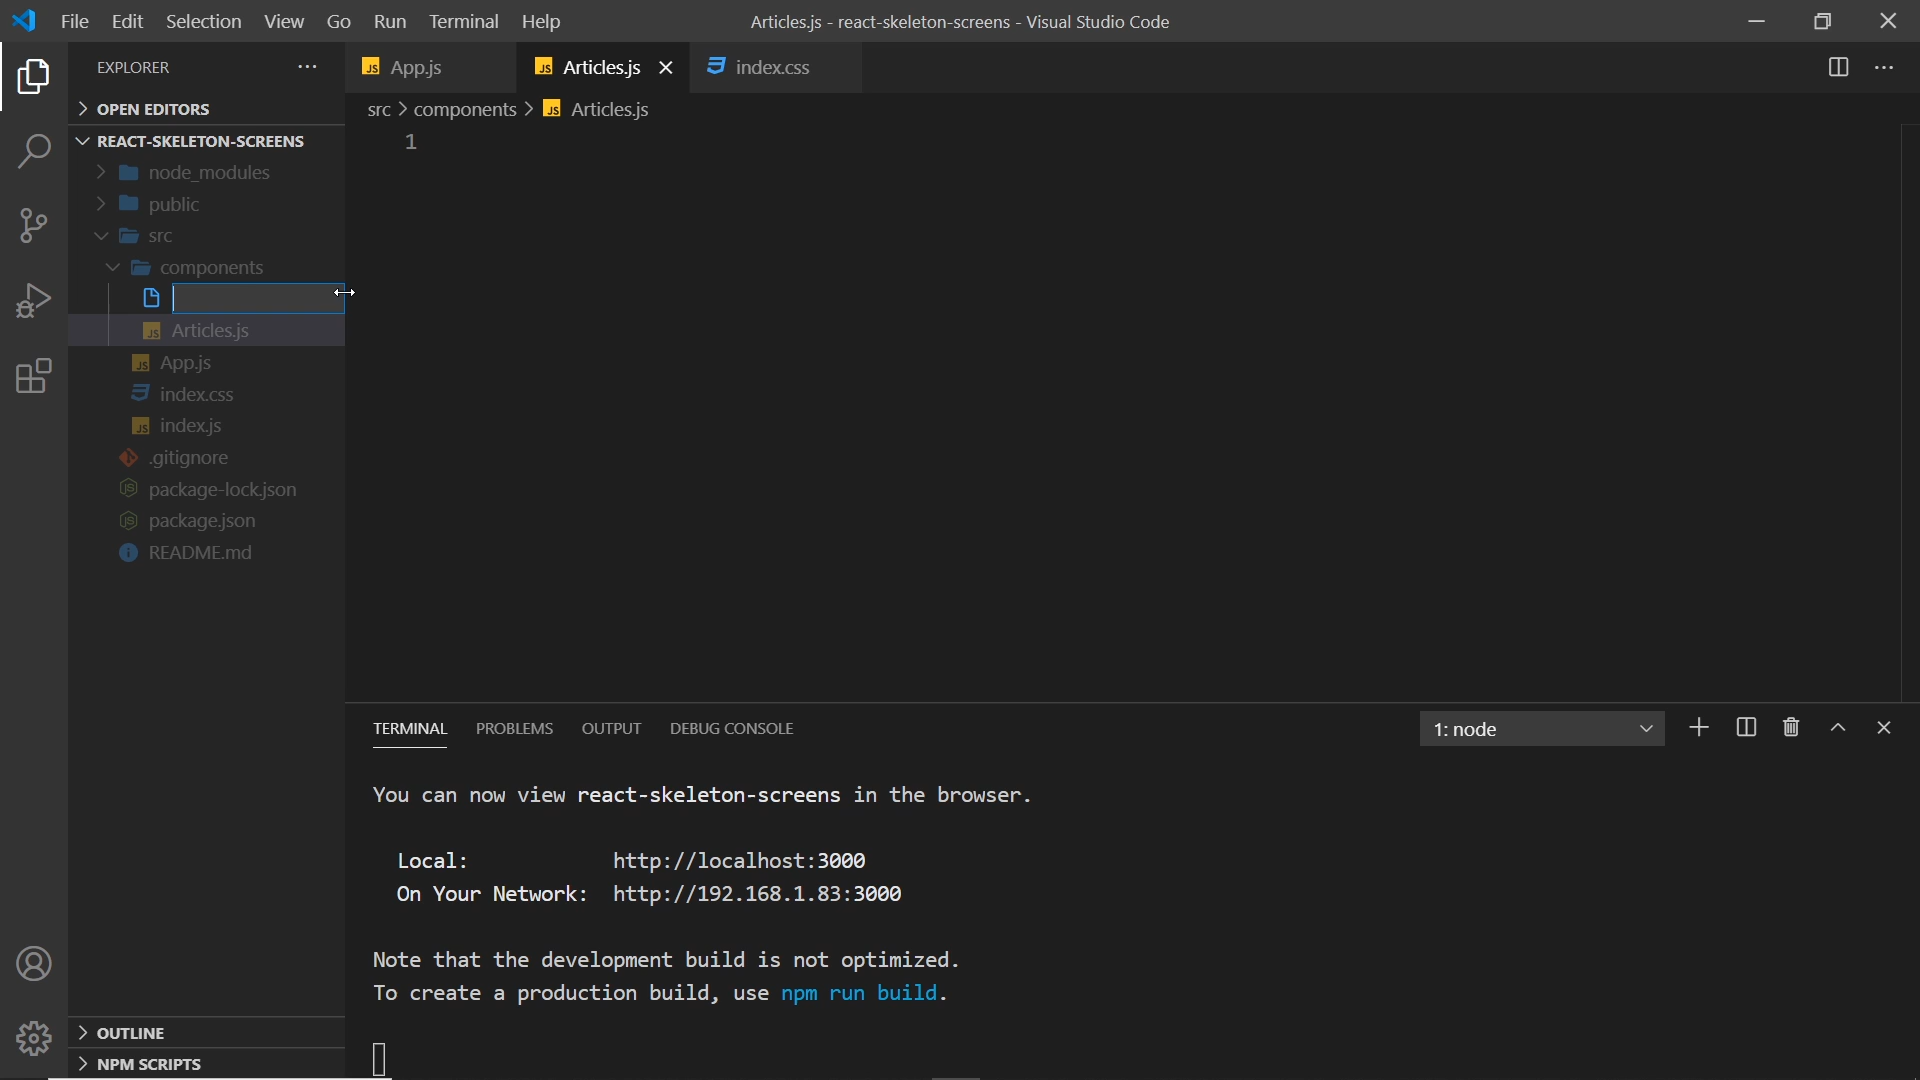 File Edit Selection View Go Run Terminal Help Articles.js - react-skeleton-screens - Visual Studio Code
EXPLORER
App.js Articles.js index.css
OPEN EDITORS
src > components > Articles.js
REACT-SKELETON-SCREENS
1
node_modules
public
src
components
Articles.js
App.js
index.css
index.js
.gitignore
package-lock.json
package.json
README.md
TERMINAL PROBLEMS OUTPUT DEBUG CONSOLE 1: node
You can now view react-skeleton-screens in the browser.
Local: http://localhost:3000
On Your Network: http://192.168.1.83:3000
Note that the development build is not optimized.
To create a production build, use npm run build.
OUTLINE
NPM SCRIPTS